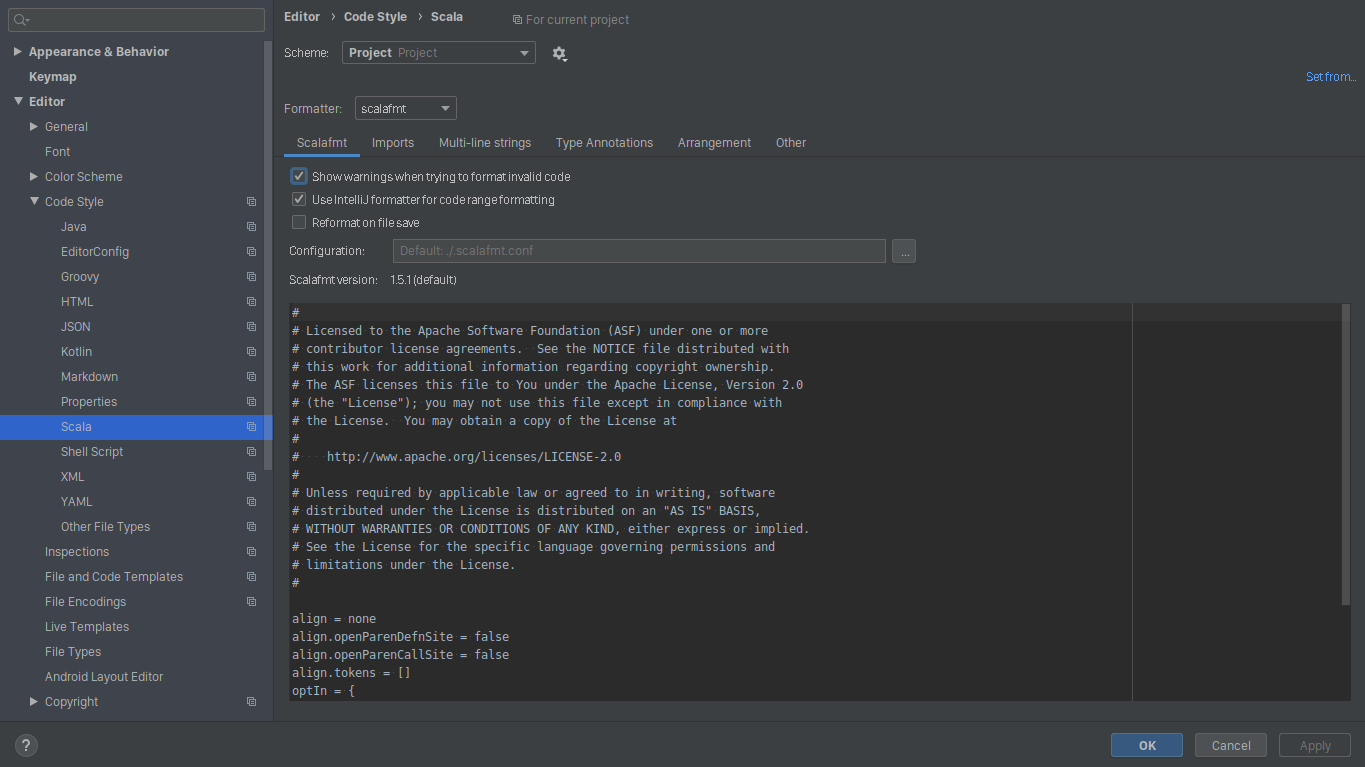 Appearance & Behavior
Keymap
Editor
General
Font
Color Scheme
Code Style
Java
EditorConfig
Groovy
HTML
JSON
Kotlin
Markdown
Properties
Scala
Shell Script
XML
YAML
Other File Types
Inspections
File and Code Templates
File Encodings
Live Templates
File Types
Android Layout Editor
Copyright
Editor › Code Style › Scala For current project
Scheme: Project Project
Set from...
Formatter: scalafmt
Scalafmt Imports Multi-line strings Type Annotations Arrangement Other
Show warnings when trying to format invalid code
Use IntelliJ formatter for code range formatting
Reformat on file save
Configuration: Default: ./.scalafmt.conf ...
Scalafmt version: 1.5.1 (default)
#
# Licensed to the Apache Software Foundation (ASF) under one or more
# contributor license agreements.  See the NOTICE file distributed with
# this work for additional information regarding copyright ownership.
# The ASF licenses this file to You under the Apache License, Version 2.0
# (the "License"); you may not use this file except in compliance with
# the License.  You may obtain a copy of the License at
#
#    http://www.apache.org/licenses/LICENSE-2.0
#
# Unless required by applicable law or agreed to in writing, software
# distributed under the License is distributed on an "AS IS" BASIS,
# WITHOUT WARRANTIES OR CONDITIONS OF ANY KIND, either express or implied.
# See the License for the specific language governing permissions and
# limitations under the License.
#
align = none
align.openParenDefnSite = false
align.openParenCallSite = false
align.tokens = []
optIn = {
? OK Cancel Apply